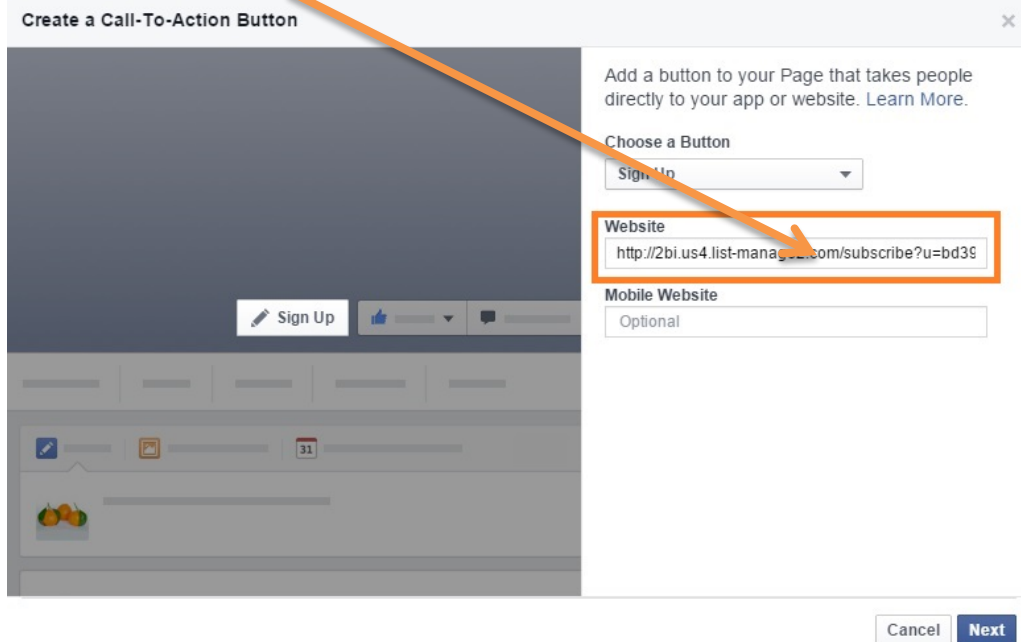 Create a Call-To-Action Button
Add a button to your Page that takes people
directly to your app or website. Learn More.
Choose a Button
Sign Up
Website
http://2bi.us4.list-manage2.com/subscribe?u=bd39
Mobile Website
Optional
Sign Up
31
Cancel
Next